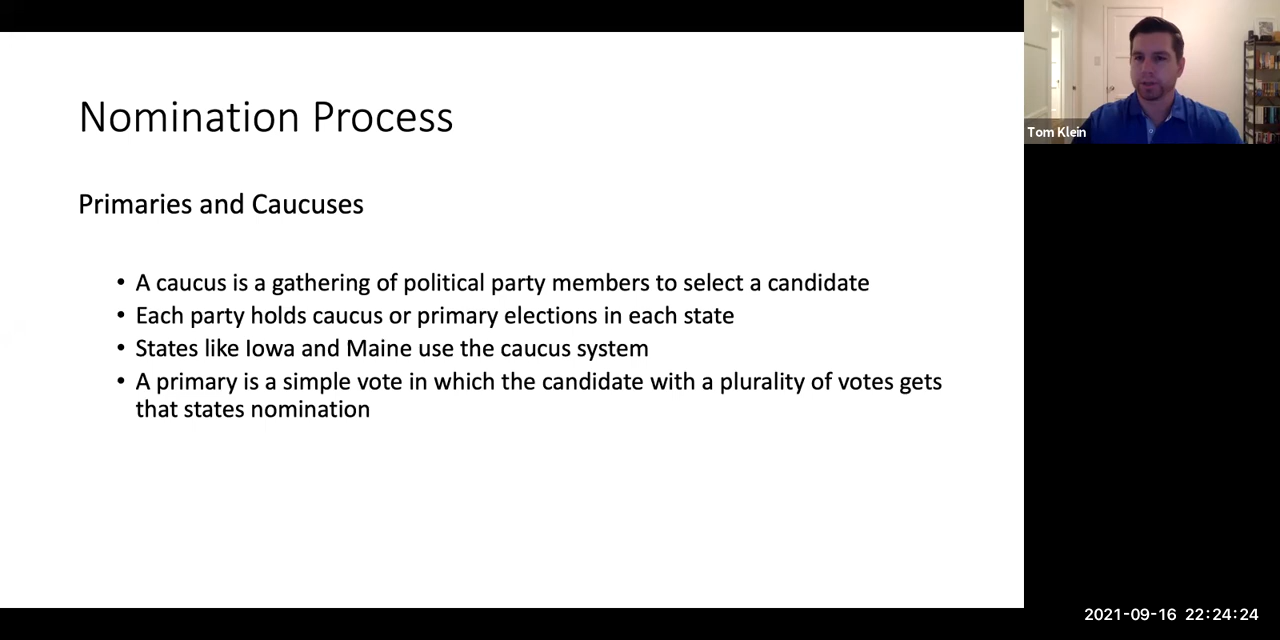 Nomination Process
Primaries and Caucuses
• A caucus is a gathering of political party members to select a candidate
• Each party holds caucus or primary elections in each state
• States like Iowa and Maine use the caucus system
• A primary is a simple vote in which the candidate with a plurality of votes gets
that states nomination
Tom Klein
2021-09-16 22:24:24